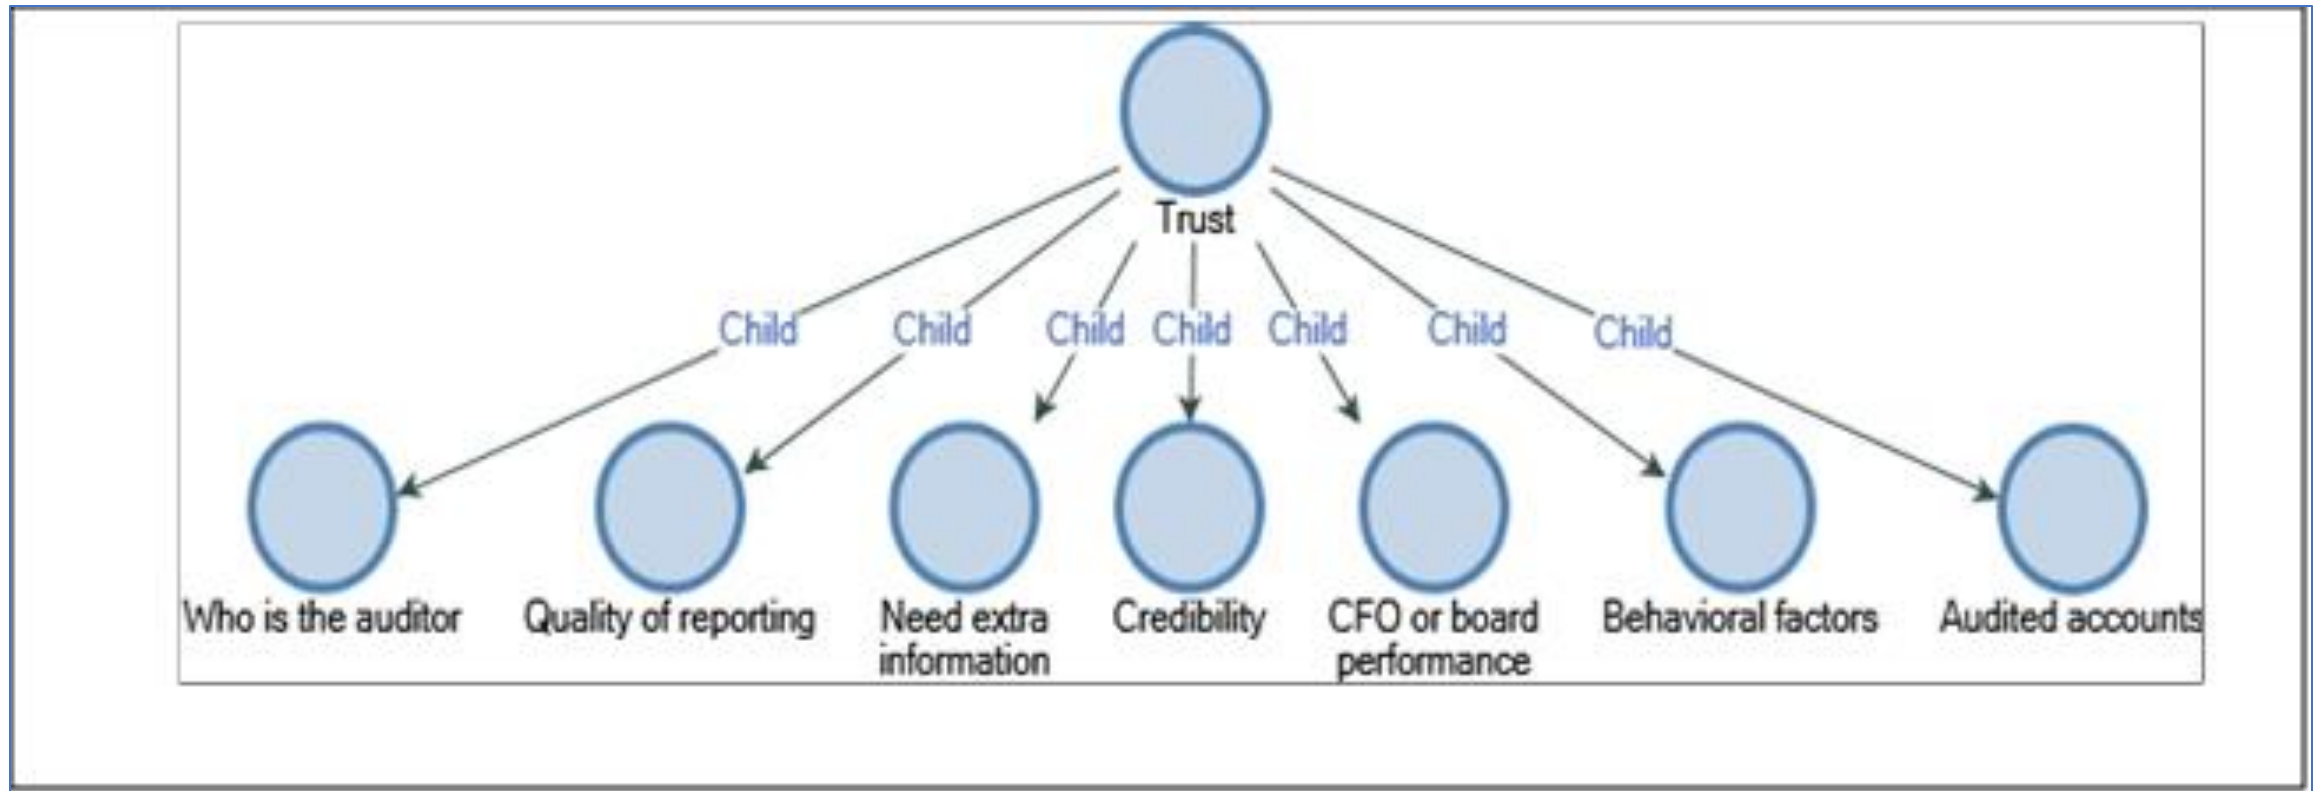 Trust
Child Child Child Child Child Child Child
Who is the auditor Quality of reporting Need extra Credibility CFO or board Behavioral factors Audited accounts
information performance